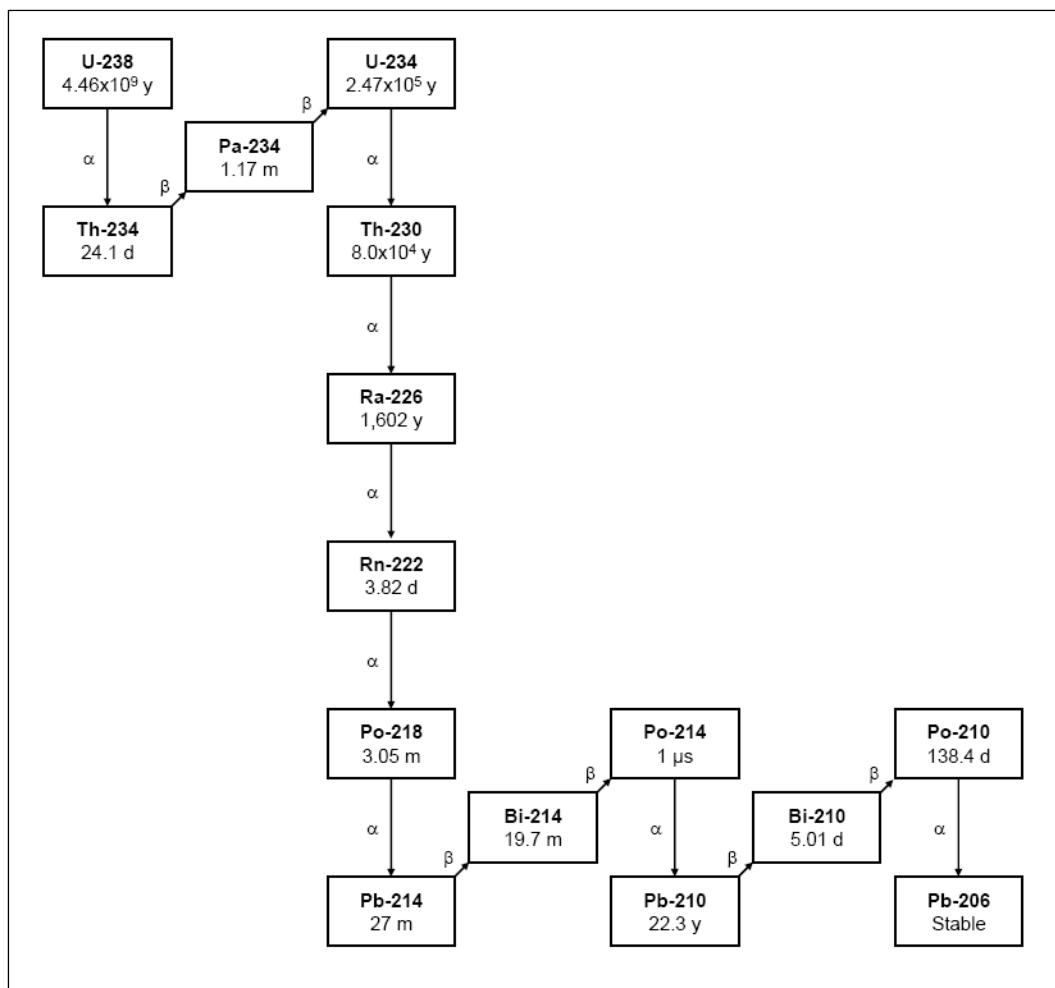 U-238
4.46x10⁹ y
U-234
2.47x10⁵ y
β
Pa-234
1.17 m
α
α
β
Th-234
24.1 d
Th-230
8.0x10⁴ y
α
Ra-226
1,602 y
α
Rn-222
3.82 d
α
Po-218
3.05 m
Po-214
1 µs
Po-210
138.4 d
β
β
Bi-214
19.7 m
Bi-210
5.01 d
α
α
α
β
β
Pb-214
27 m
Pb-210
22.3 y
Pb-206
Stable